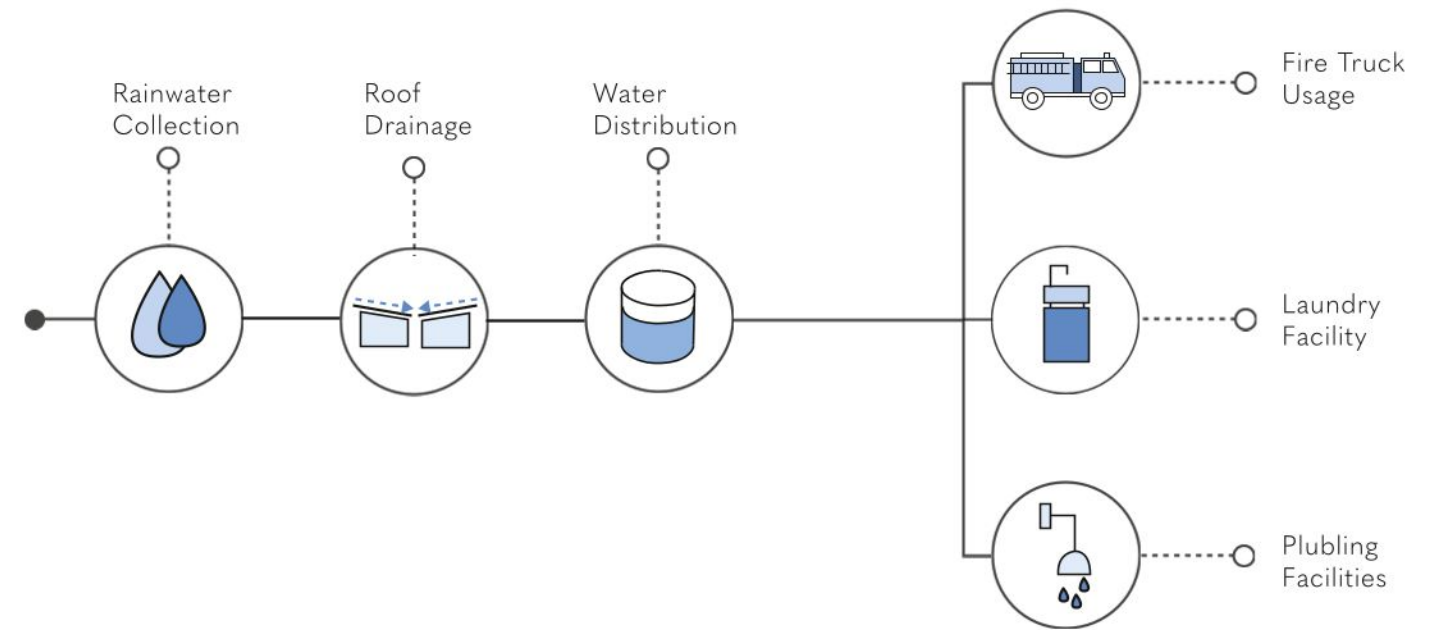 Rainwater
Collection
Roof
Drainage
Water
Distribution
Fire Truck
Usage
Laundry
Facility
Plubling
Facilities